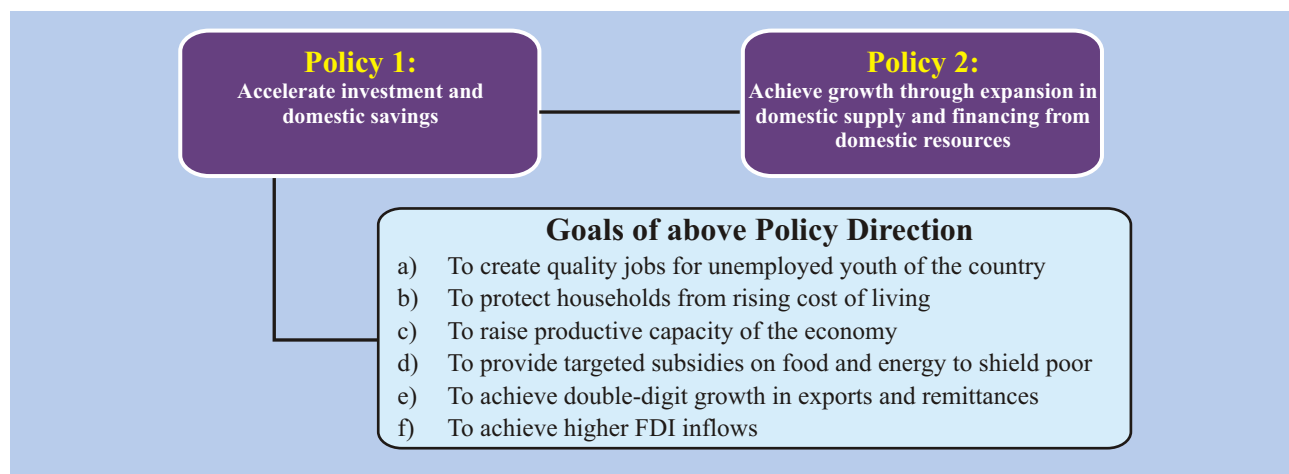 Policy 1:
Accelerate investment and
domestic savings
Policy 2:
Achieve growth through expansion in
domestic supply and financing from
domestic resources
Goals of above Policy Direction
a) To create quality jobs for unemployed youth of the country
b) To protect households from rising cost of living
c) To raise productive capacity of the economy
d) To provide targeted subsidies on food and energy to shield poor
e) To achieve double-digit growth in exports and remittances
f) To achieve higher FDI inflows